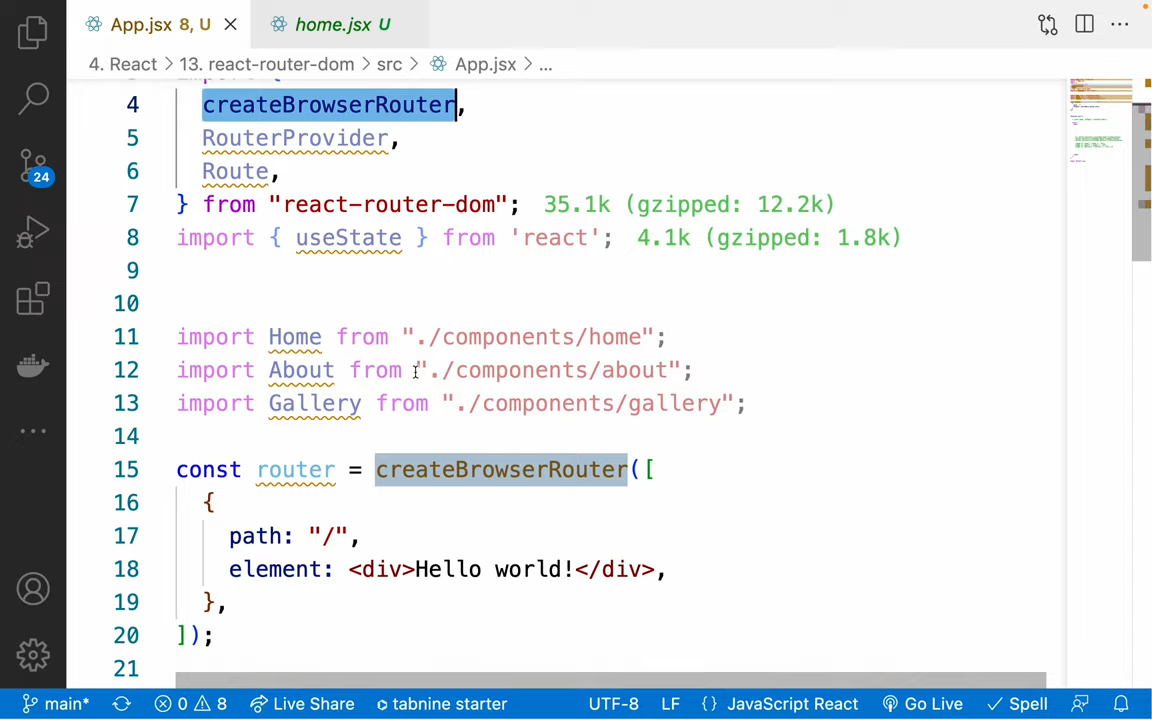 App.jsx 8, U
home.jsx U
4. React > 13. react-router-dom > src > App.jsx > ...
4 createBrowserRouter,
5 RouterProvider,
6 Route,
7 } from "react-router-dom"; 35.1k (gzipped: 12.2k)
8 import { useState } from 'react'; 4.1k (gzipped: 1.8k)
9
10
11 import Home from "./components/home";
12 import About from "./components/about";
13 import Gallery from "./components/gallery";
14
15 const router = createBrowserRouter([
16 {
17 path: "/",
18 element: <div>Hello world!</div>,
19 },
20 ]);
21
24
main* 0 8 Live Share tabnine starter UTF-8 LF {} JavaScript React Go Live Spell